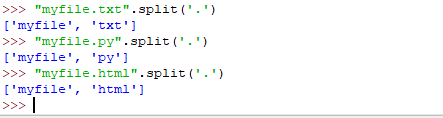 >>> "myfile.txt".split('.')
['myfile', 'txt']
>>> "myfile.py".split('.')
['myfile', 'py']
>>> "myfile.html".split('.')
['myfile', 'html']
>>>